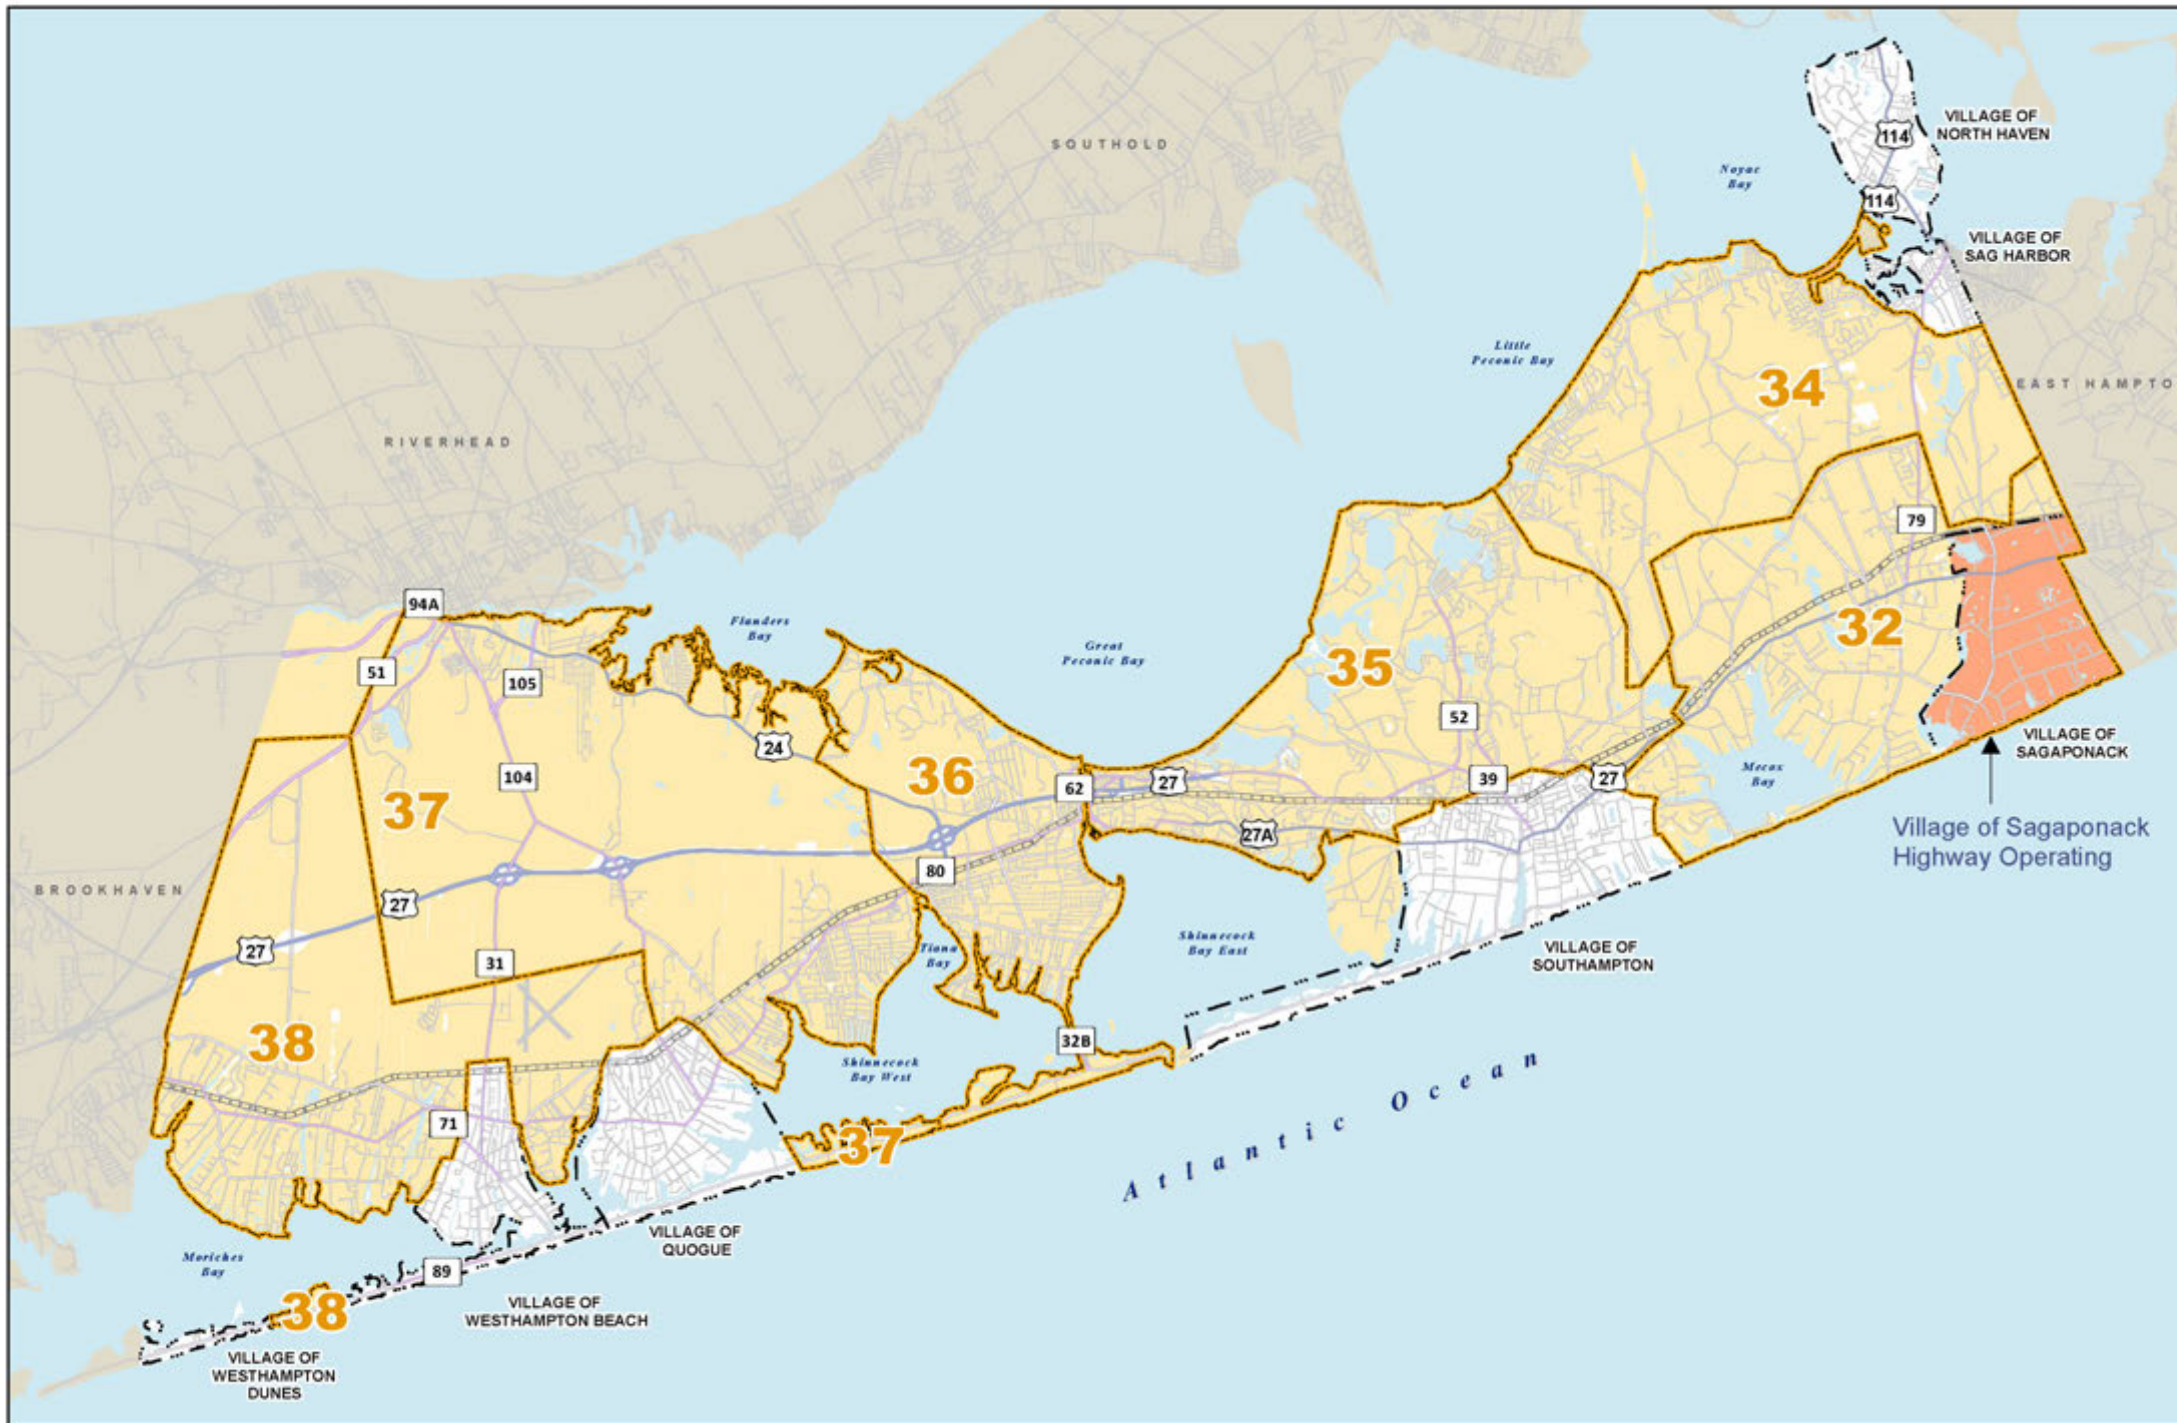 VILLAGE OF
NORTH HAVEN
114
SOUTHOLD
Noyac
Bay
114
VILLAGE OF
SAG HARBOR
Little
Peconic Bay
34
EAST HAMPTO
RIVERHEAD
79
94A
Flanders
Bay
32
Great
Peconic Bay
51
105
35
52
24
VILLAGE OF
SAGAPONACK
104
36
62
27
39
27
Mecox
Bay
37
27A
Village of Sagaponack
Highway Operating
80
BROOKHAVEN
27
27
Tiana
Bay
Shinnecock
Bay East
31
VILLAGE OF
SOUTHAMPTON
38
32B
Shinnecock
Bay West
Atlantic Ocean
71
37
VILLAGE OF
QUOGUE
Moriches
Bay
89
38
VILLAGE OF
WESTHAMPTON BEACH
VILLAGE OF
WESTHAMPTON
DUNES